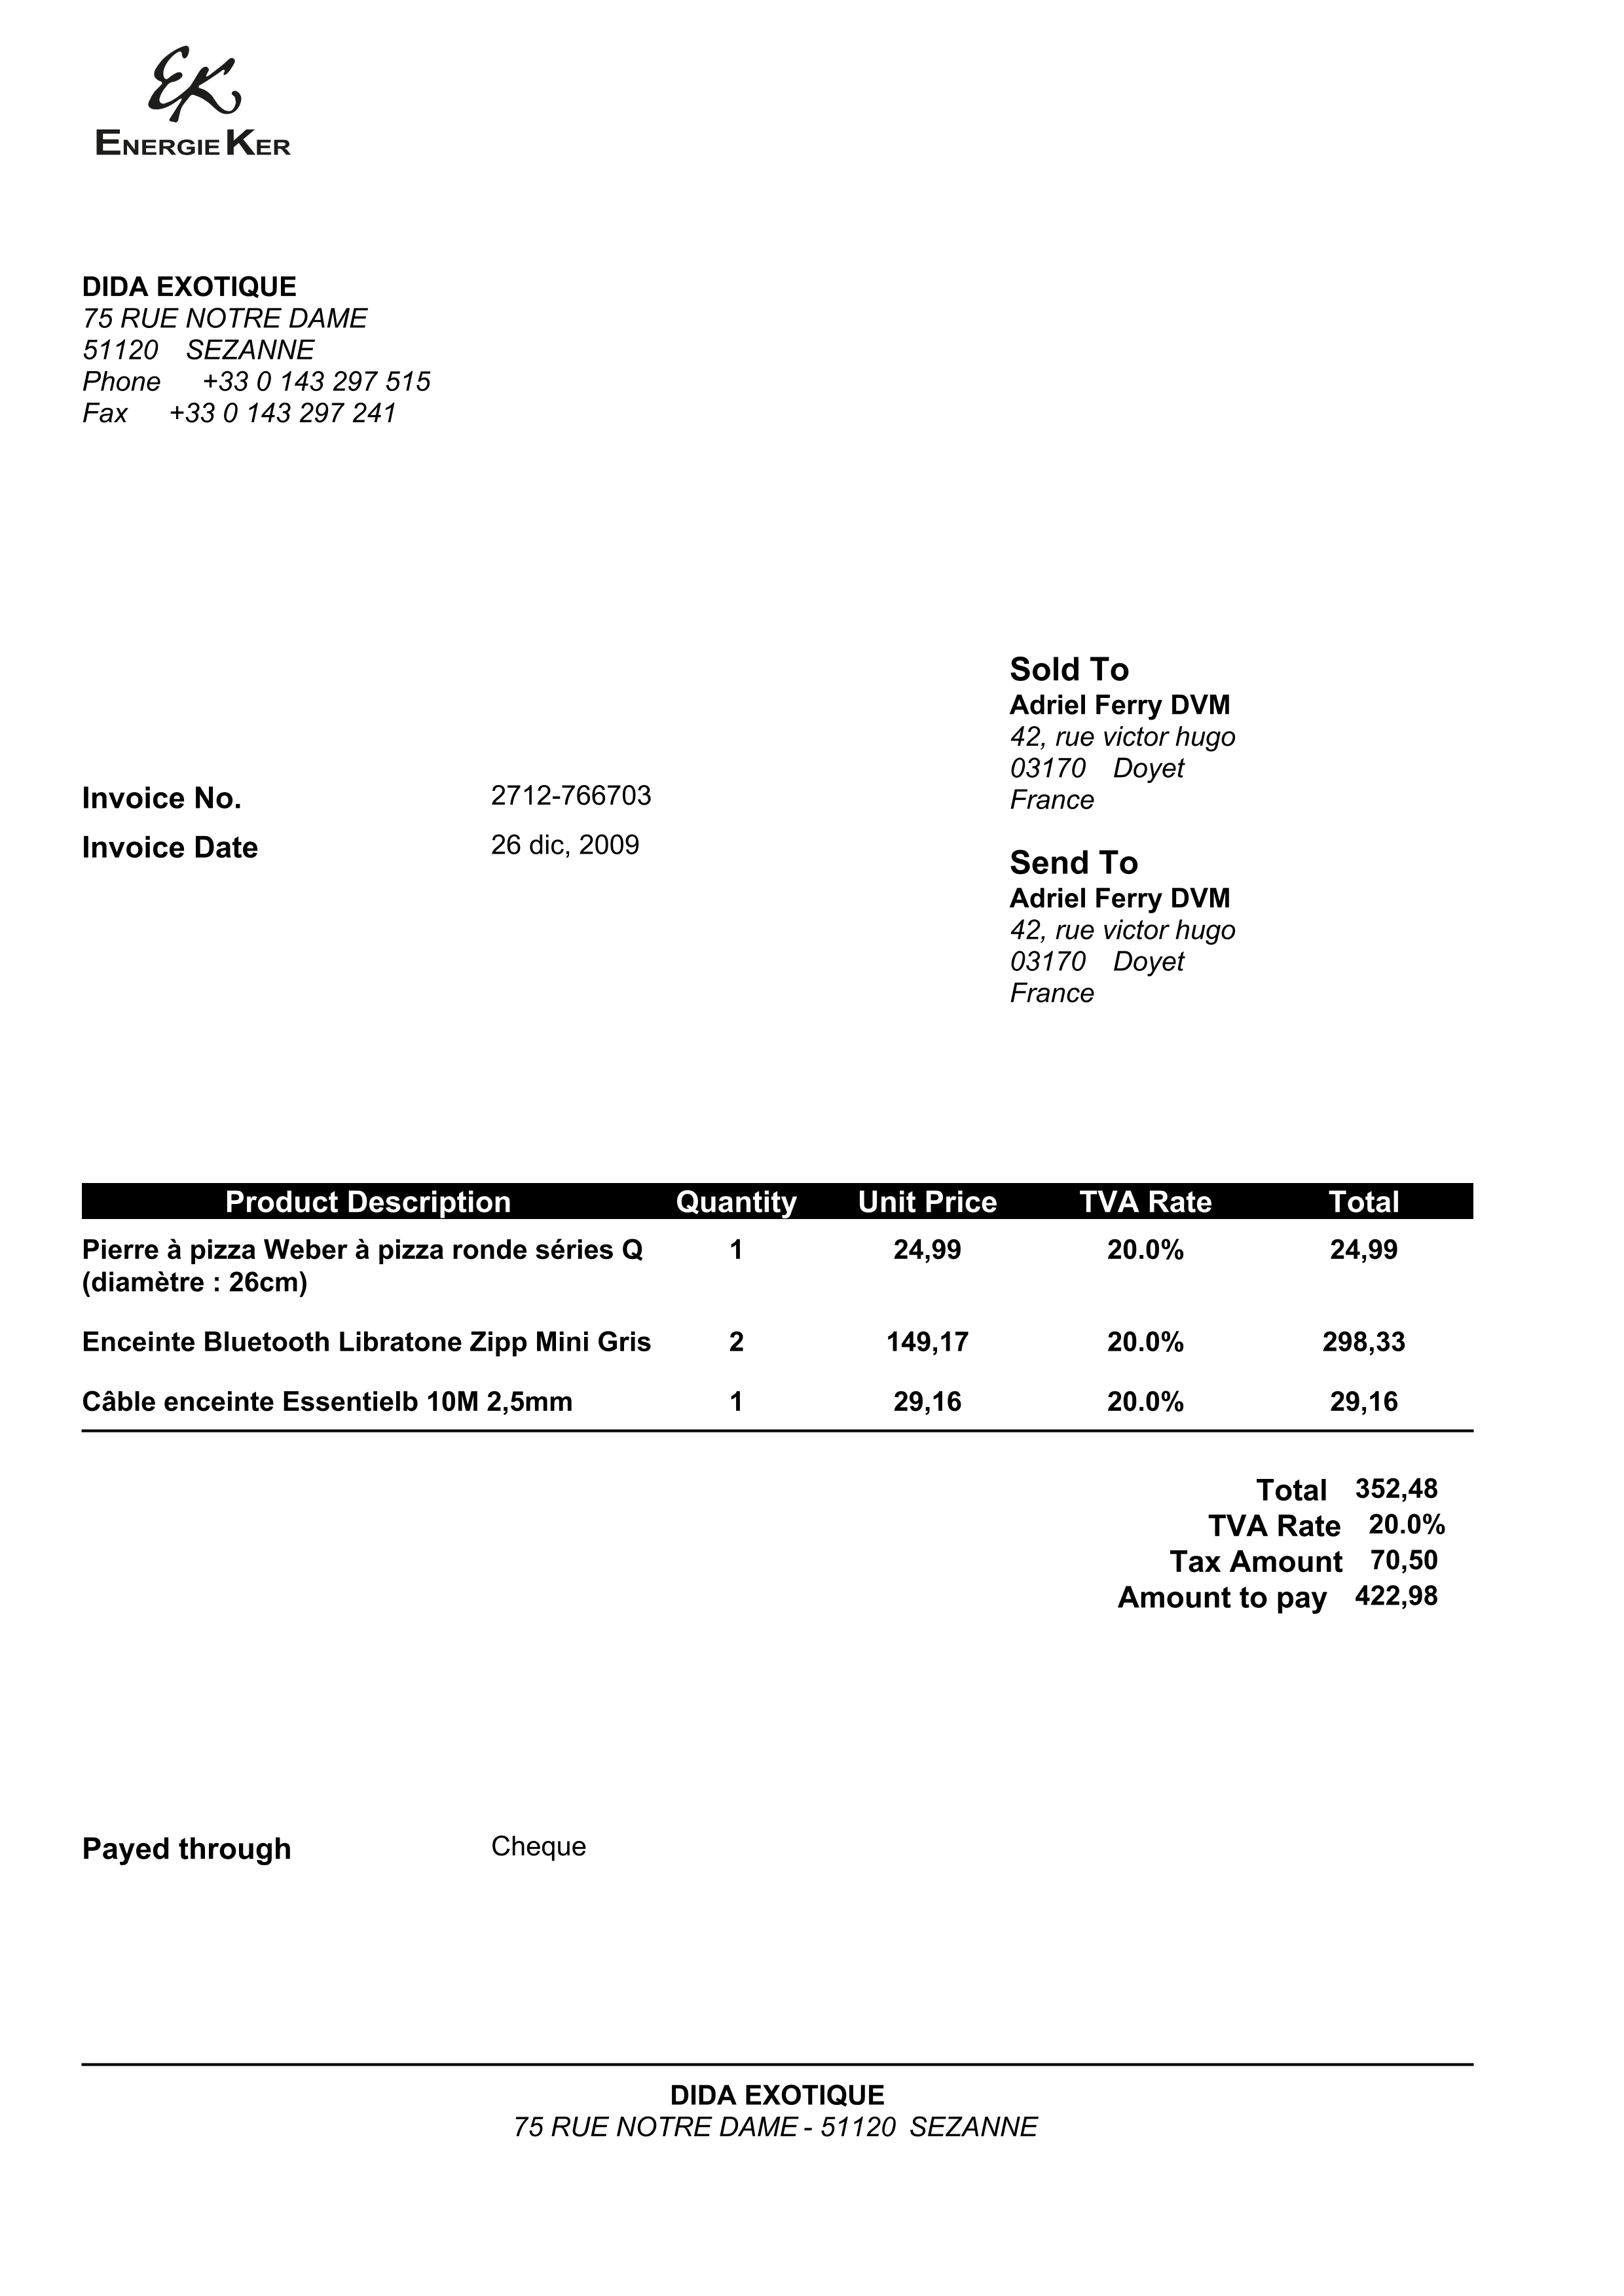 EK
ENERGIE KER
DIDA EXOTIQUE
75 RUE NOTRE DAME
51120 SEZANNE
Phone +33 0 143 297 515
Fax +33 0 143 297 241
Sold To
Adriel Ferry DVM
42, rue victor hugo
03170 Doyet
France
Invoice No. 2712-766703
Invoice Date 26 dic, 2009
Send To
Adriel Ferry DVM
42, rue victor hugo
03170 Doyet
France
Product Description Quantity Unit Price TVA Rate Total
Pierre à pizza Weber à pizza ronde séries Q 1 24,99 20.0% 24,99
(diamètre : 26cm)
Enceinte Bluetooth Libratone Zipp Mini Gris 2 149,17 20.0% 298,33
Câble enceinte Essentielb 10M 2,5mm 1 29,16 20.0% 29,16
Total 352,48
TVA Rate 20.0%
Tax Amount 70,50
Amount to pay 422,98
Payed through Cheque
DIDA EXOTIQUE
75 RUE NOTRE DAME - 51120 SEZANNE